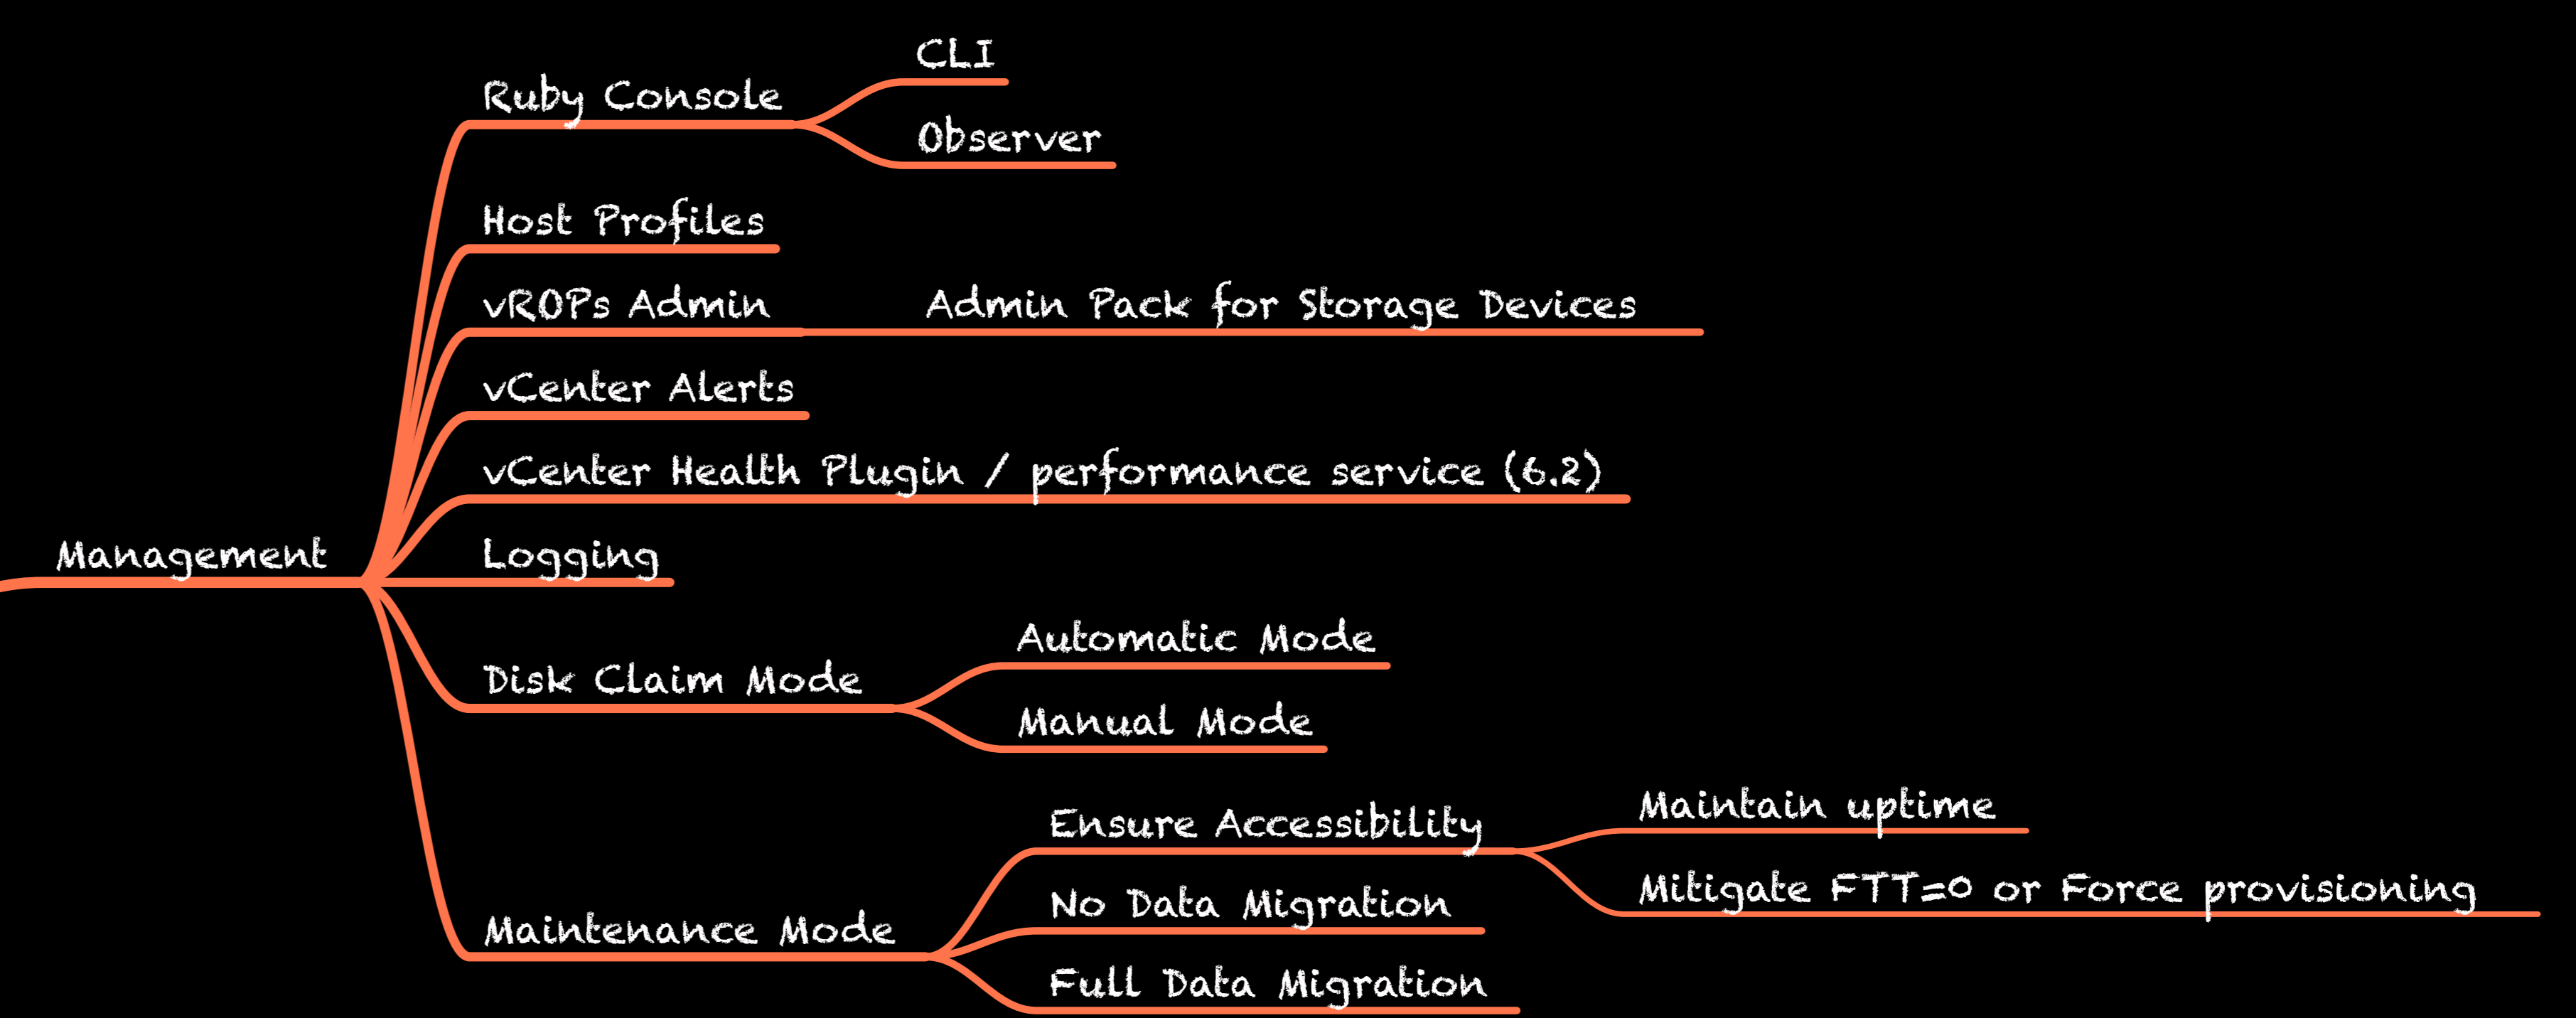 CLI
Ruby Console
Observer
Host Profiles
vROPs Admin
Admin Pack for Storage Devices
vCenter Alerts
vCenter Health Plugin / performance service (6.2)
Management
Logging
Automatic Mode
Disk Claim Mode
Manual Mode
Maintain uptime
Ensure Accessibility
Mitigate FTT=0 or Force provisioning
No Data Migration
Maintenance Mode
Full Data Migration